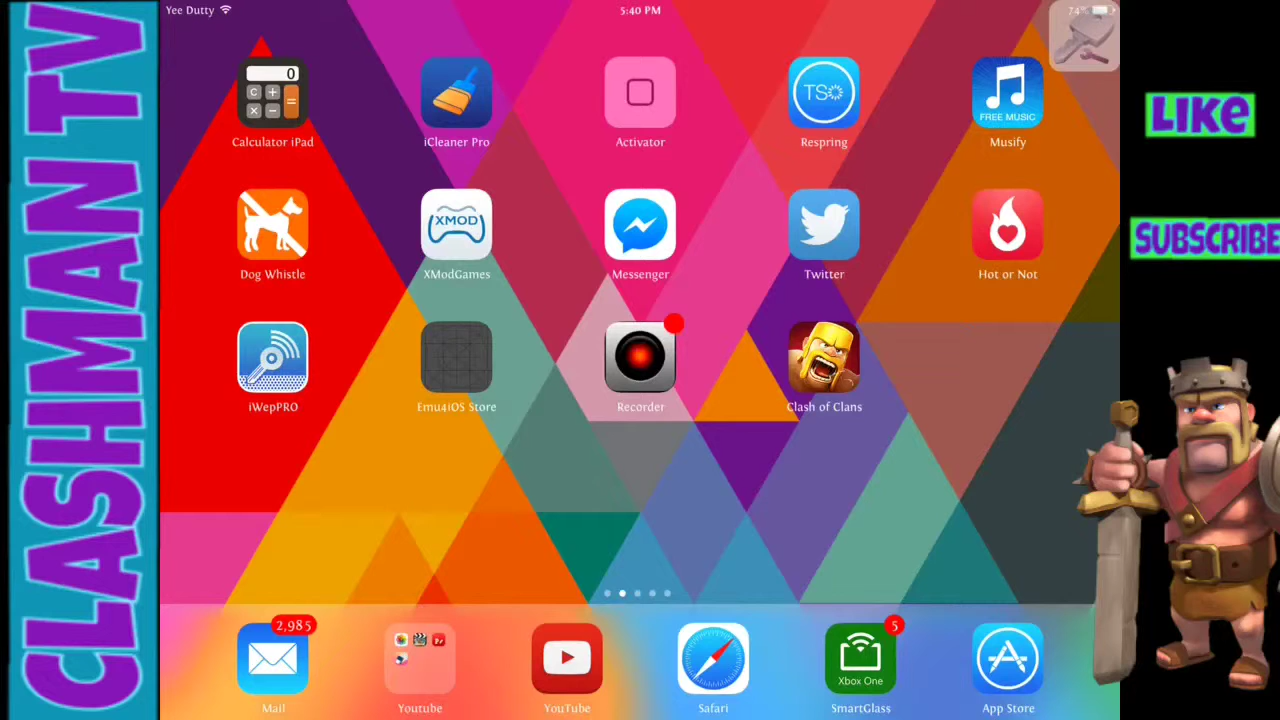 CLASHMAN TV
Yee Dutty
5:40 PM
74%
0
C
+
=
×
−
TS
FREE MUSIC
Calculator iPad
iCleaner Pro
Activator
Respring
Musify
XMOD
Dog Whistle
XModGames
Messenger
Twitter
Hot or Not
iWepPRO
Emu4iOS Store
Recorder
Clash of Clans
2,985
5
Xbox One
Mail
Youtube
YouTube
Safari
SmartGlass
App Store
LIKE
SUBSCRIBE